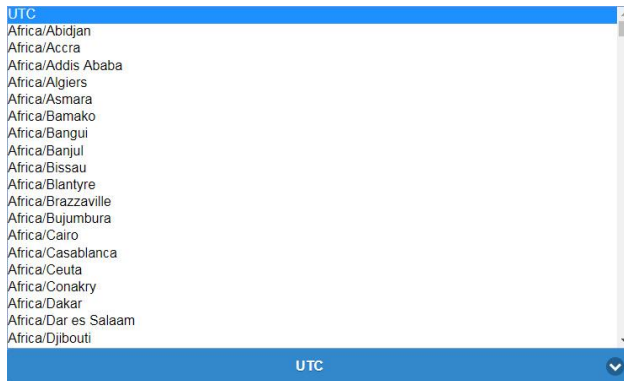 UTC
Africa/Abidjan
Africa/Accra
Africa/Addis Ababa
Africa/Algiers
Africa/Asmara
Africa/Bamako
Africa/Bangui
Africa/Banjul
Africa/Bissau
Africa/Blantyre
Africa/Brazzaville
Africa/Bujumbura
Africa/Cairo
Africa/Casablanca
Africa/Ceuta
Africa/Conakry
Africa/Dakar
Africa/Dar es Salaam
Africa/Djibouti
UTC